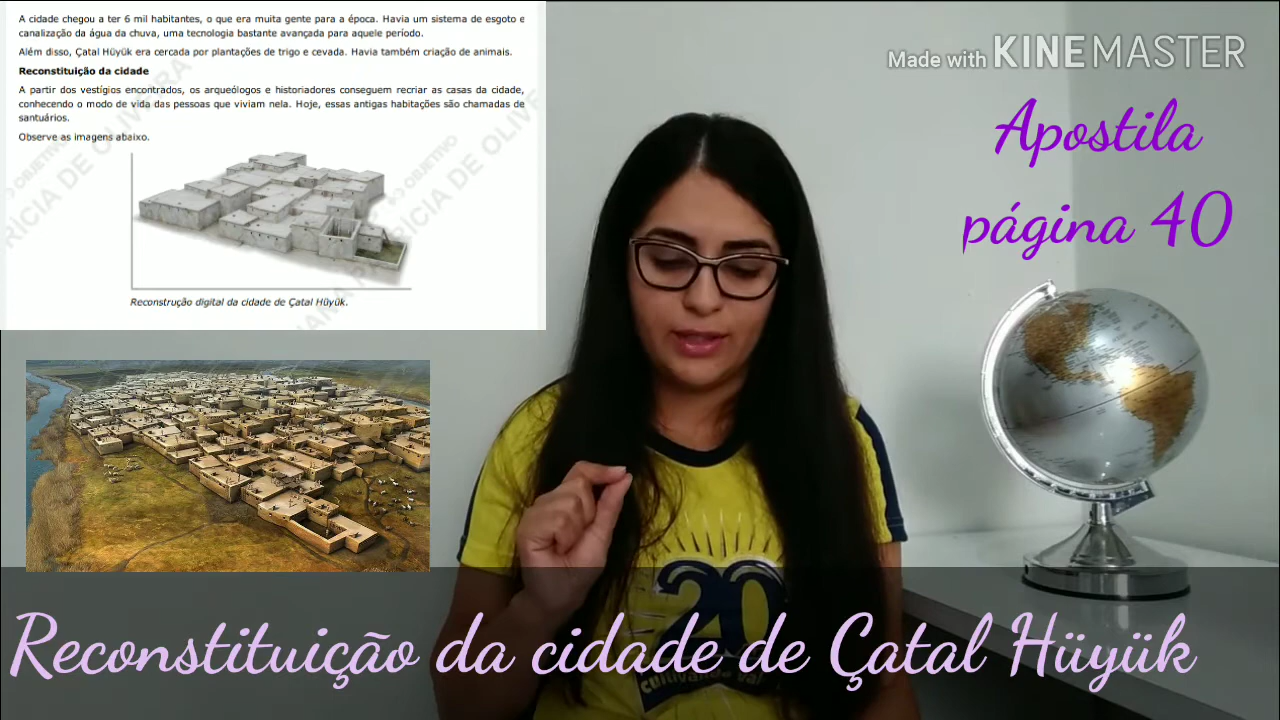 A cidade chegou a ter 6 mil habitantes, o que era muita gente para a época. Havia um sistema de esgoto e
canalização da água da chuva, uma tecnologia bastante avançada para aquele período.
Além disso, Çatal Hüyük era cercada por plantações de trigo e cevada. Havia também criação de animais.
Reconstituição da cidade
A partir dos vestígios encontrados, os arqueólogos e historiadores conseguem recriar as casas da cidade,
conhecendo o modo de vida das pessoas que viviam nela. Hoje, essas antigas habitações são chamadas de
santuários.
Observe as imagens abaixo.
Reconstrução digital da cidade de Çatal Hüyük.
Made with KINEMASTER
Apostila
página 40
20
cultivando
Reconstituição da cidade de Çatal Hüyük